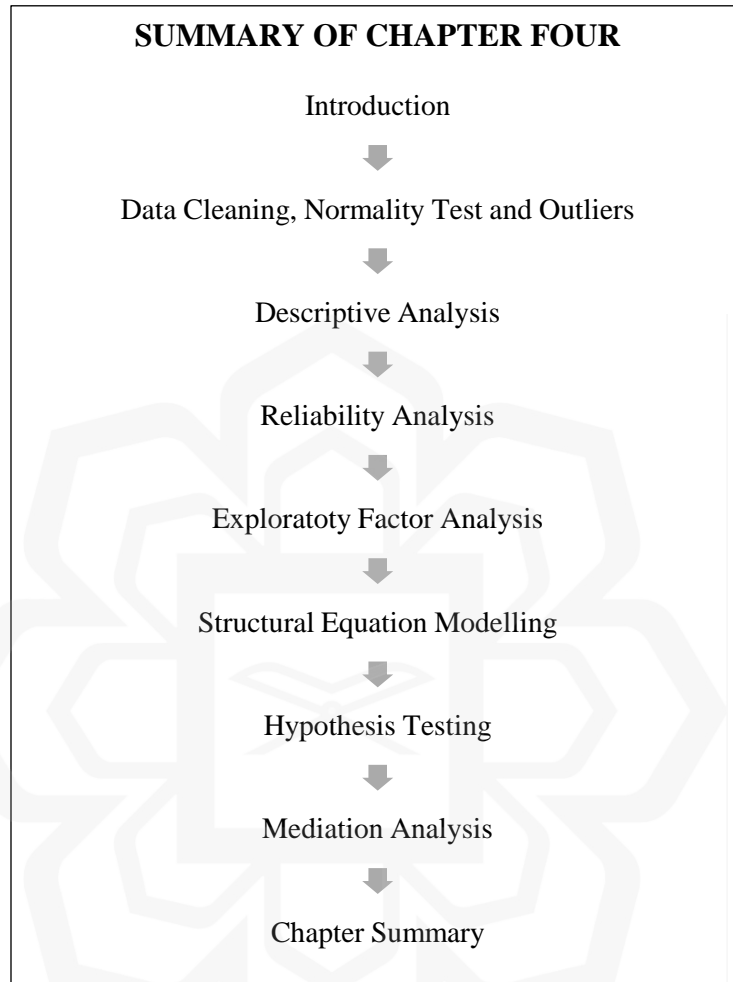 SUMMARY OF CHAPTER FOUR
Introduction
Data Cleaning, Normality Test and Outliers
Descriptive Analysis
Reliability Analysis
Exploratoty Factor Analysis
Structural Equation Modelling
Hypothesis Testing
Mediation Analysis
Chapter Summary